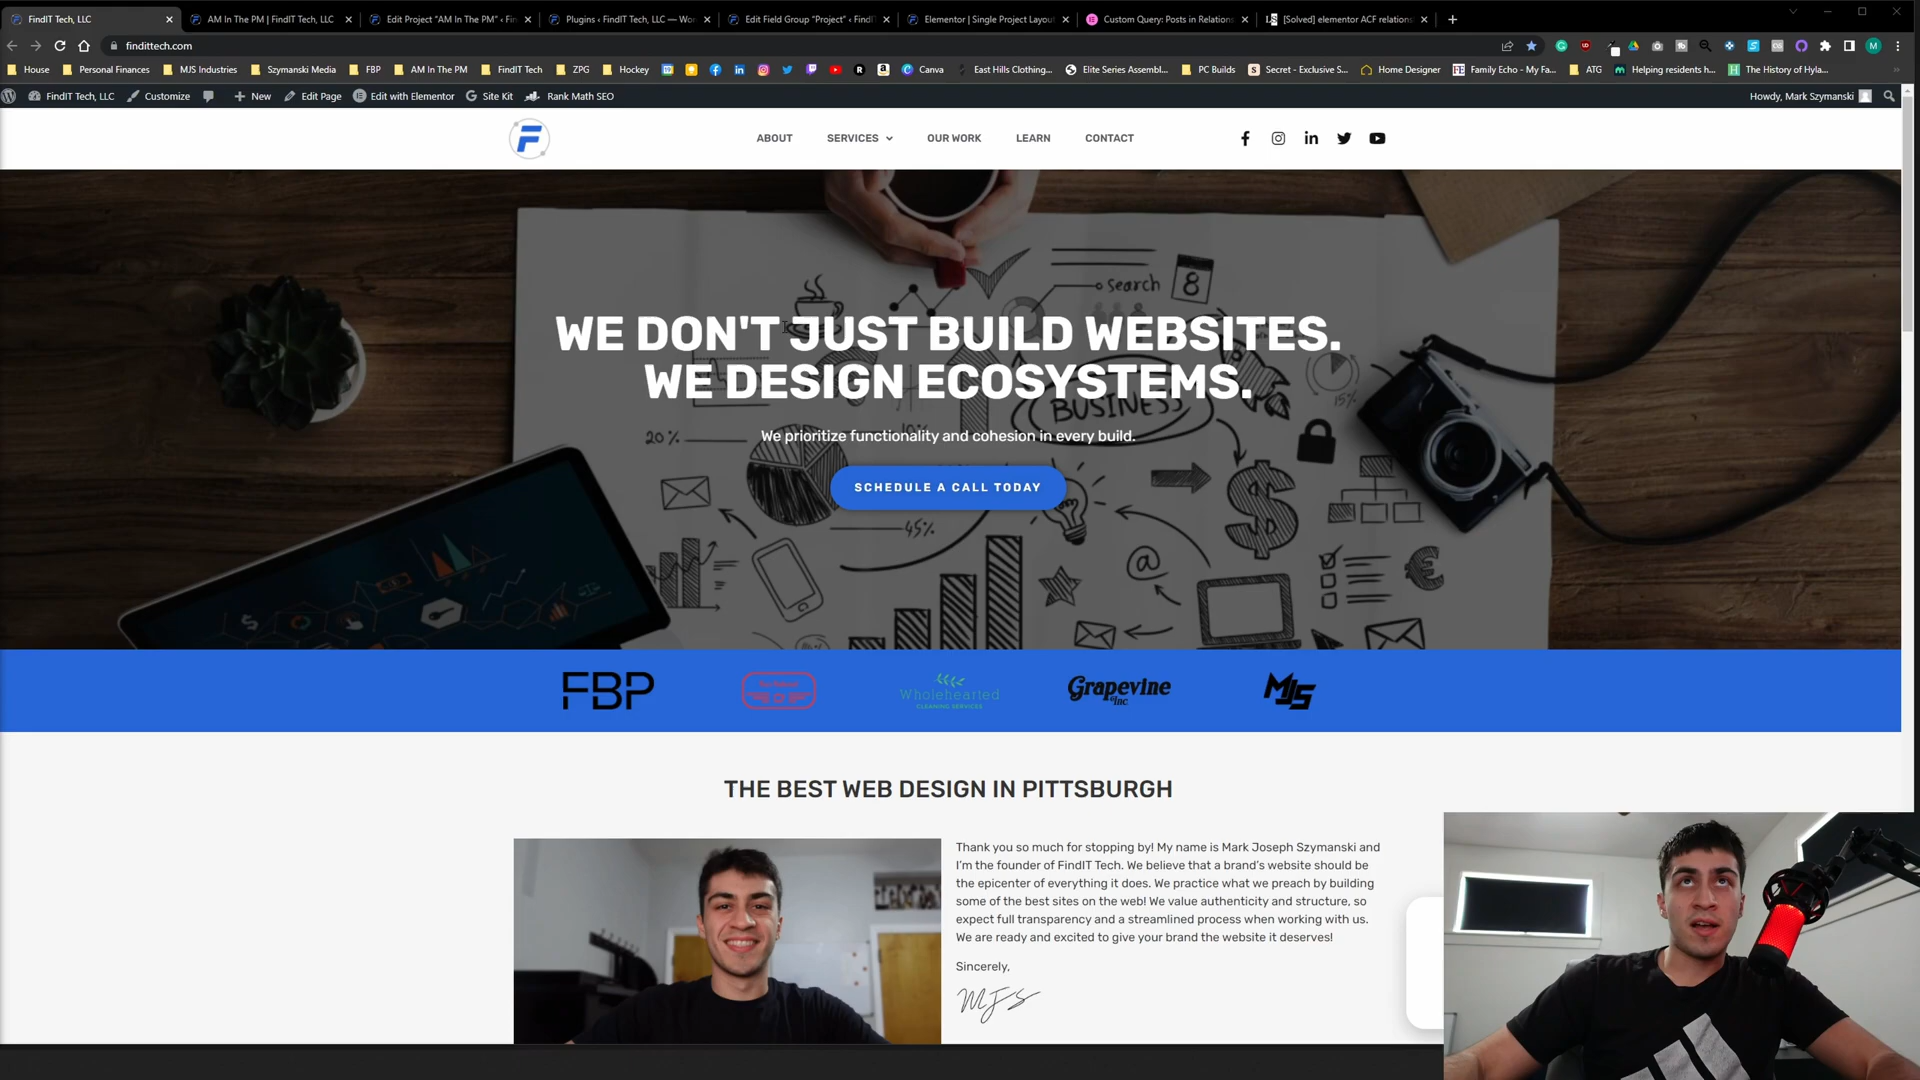 FindIT Tech, LLC
AM In The PM | FindIT Tech, LLC
Edit Project "AM In The PM" ‹ Fin
Plugins ‹ FindIT Tech, LLC — Wor
Edit Field Group "Project" ‹ FindI
Elementor | Single Project Layou
Custom Query: Posts in Relations
[Solved] elementor ACF relations
findittech.com
House
Personal Finances
MJS Industries
Szymanski Media
FBP
AM In The PM
FindIT Tech
ZPG
Hockey
Canva
East Hills Clothing...
Elite Series Assembl...
PC Builds
Secret - Exclusive S...
Home Designer
Family Echo - My Fa...
ATG
Helping residents h...
The History of Hyla...
FindIT Tech, LLC
Customize
New
Edit Page
Edit with Elementor
Site Kit
Rank Math SEO
Howdy, Mark Szymanski
ABOUT
SERVICES
OUR WORK
LEARN
CONTACT
search
8
WE DON'T JUST BUILD WEBSITES.
WE DESIGN ECOSYSTEMS.
15%
BUSINESS
20%
10%
We prioritize functionality and cohesion in every build.
SCHEDULE A CALL TODAY
45%
FBP
Wholehearted
CLEANING SERVICES
Grapevine
Inc
MJS
THE BEST WEB DESIGN IN PITTSBURGH
Thank you so much for stopping by! My name is Mark Joseph Szymanski and
I'm the founder of FindIT Tech. We believe that a brand's website should be
the epicenter of everything it does. We practice what we preach by building
some of the best sites on the web! We value authenticity and structure, so
expect full transparency and a streamlined process when working with us.
We are ready and excited to give your brand the website it deserves!
Sincerely,
MJS